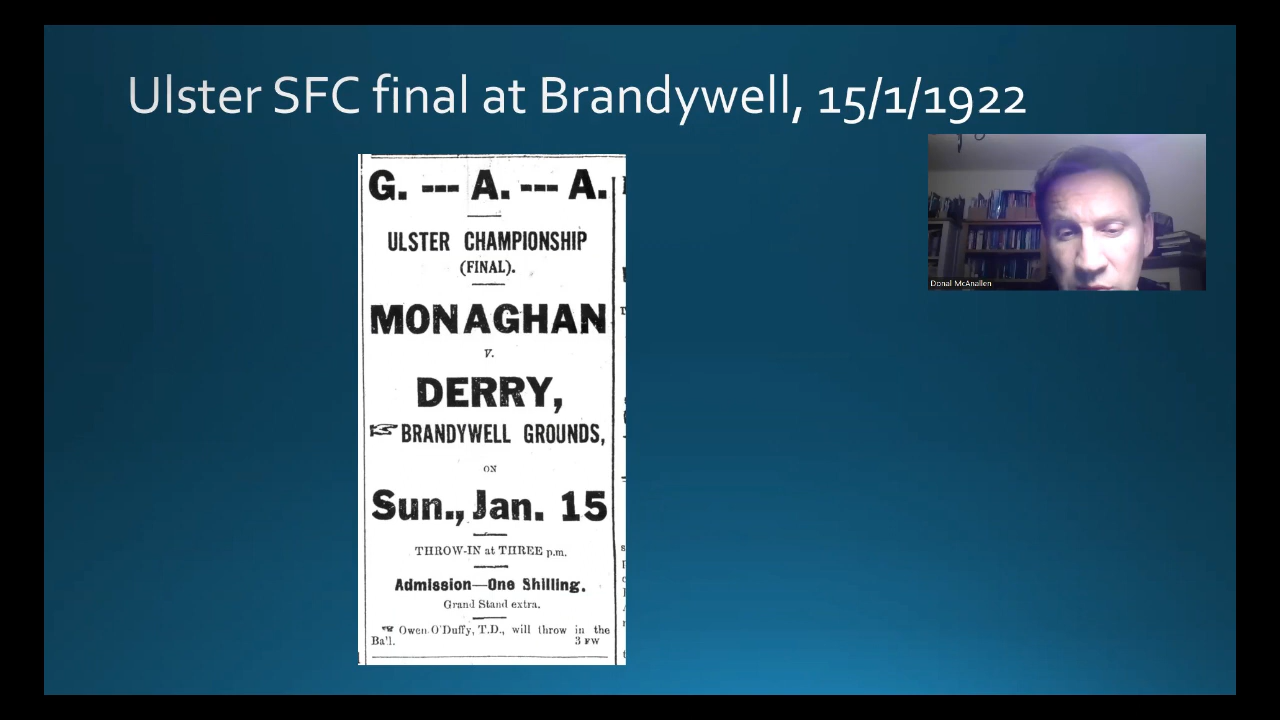 Ulster SFC final at Brandywell, 15/1/1922
G. --- A. --- A.
ULSTER CHAMPIONSHIP
(FINAL).
MONAGHAN
v.
DERRY,
BRANDYWELL GROUNDS,
ON
Sun., Jan. 15
THROW-IN at THREE p.m.
Admission—One Shilling.
Grand Stand extra.
Owen O'Duffy, T.D., will throw in the
Ball. 3 FW
Donal McAnallen